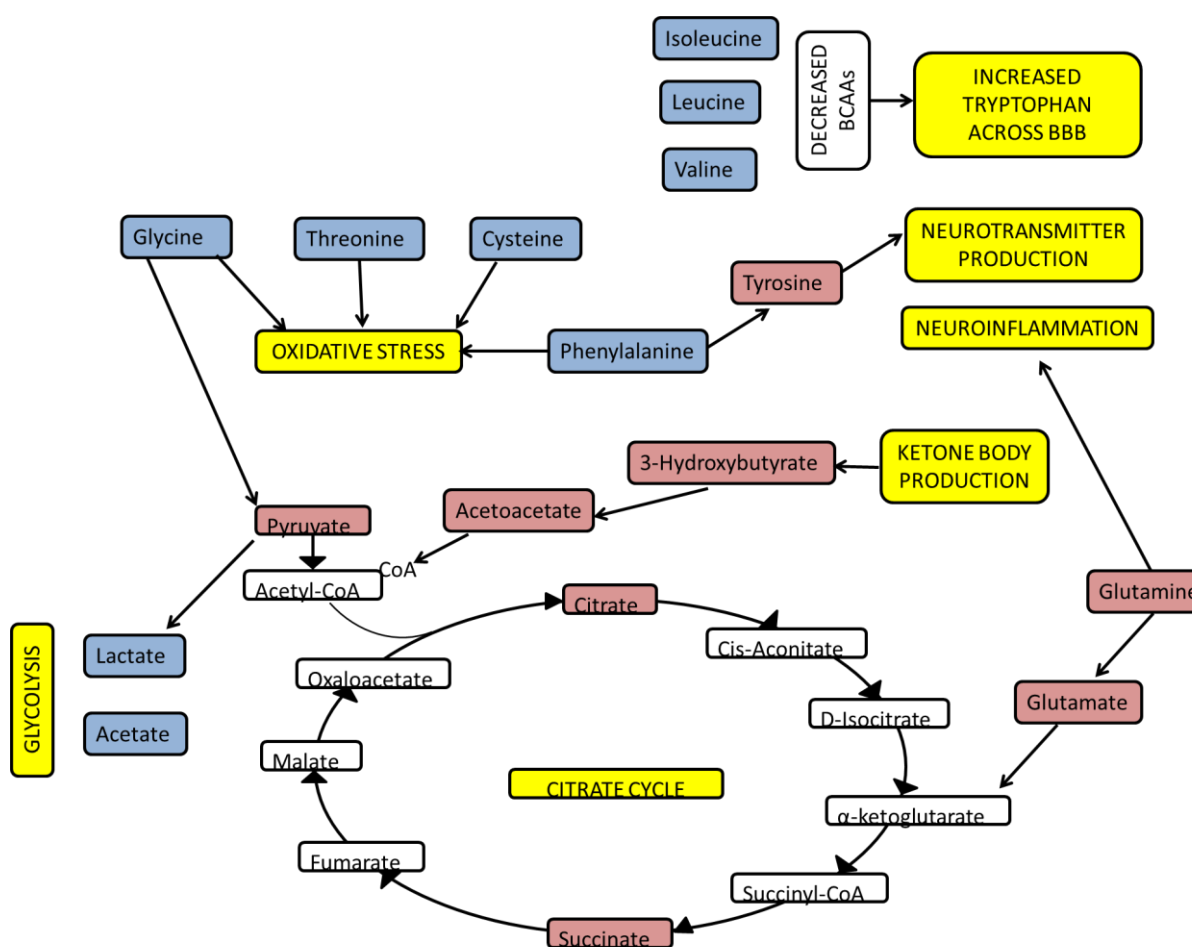 Isoleucine
Leucine
Valine
DECREASED
BCAAs
INCREASED
TRYPTOPHAN
ACROSS BBB
Glycine
Threonine
Cysteine
NEUROTRANSMITTER
PRODUCTION
Tyrosine
NEUROINFLAMMATION
OXIDATIVE STRESS
Phenylalanine
3-Hydroxybutyrate
KETONE BODY
PRODUCTION
Acetoacetate
Pyruvate
CoA
Acetyl-CoA
Citrate
Glutamine
GLYCOLYSIS
Lactate
Cis-Aconitate
Oxaloacetate
Glutamate
D-Isocitrate
Acetate
Malate
CITRATE CYCLE
α-ketoglutarate
Fumarate
Succinyl-CoA
Succinate